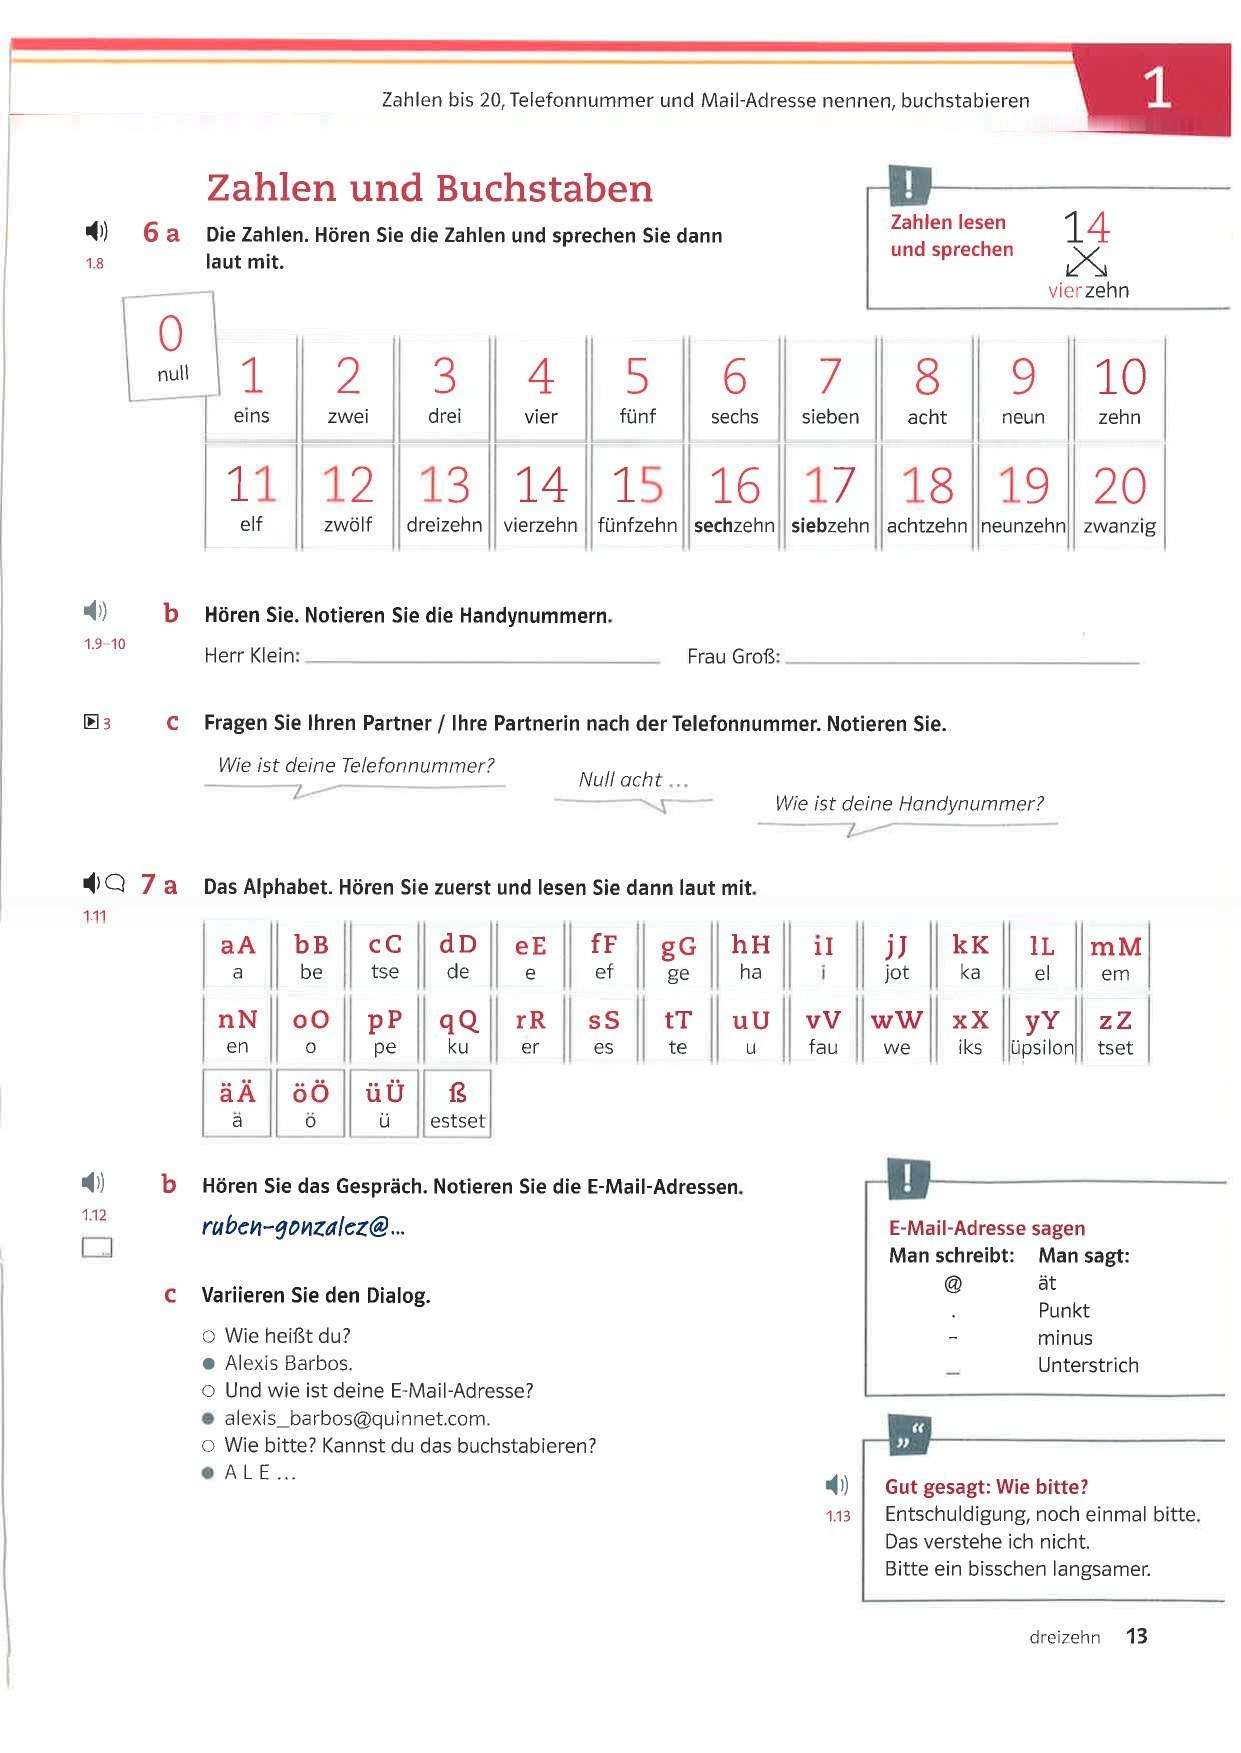 Zahlen bis 20, Telefonnummer und Mail-Adresse nennen, buchstabieren
1
Zahlen und Buchstaben
6 a Die Zahlen. Hören Sie die Zahlen und sprechen Sie dann
laut mit.
1.8
!
Zahlen lesen
und sprechen
14
vierzehn
0
null
1 2 3 4 5 6 7 8 9 10
eins zwei drei vier fünf sechs sieben acht neun zehn
11 12 13 14 15 16 17 18 19 20
elf zwölf dreizehn vierzehn fünfzehn sechzehn siebzehn achtzehn neunzehn zwanzig
b Hören Sie. Notieren Sie die Handynummern.
1.9–10
Herr Klein: Frau Groß:
3 c Fragen Sie Ihren Partner / Ihre Partnerin nach der Telefonnummer. Notieren Sie.
Wie ist deine Telefonnummer?
Null acht ...
Wie ist deine Handynummer?
7 a Das Alphabet. Hören Sie zuerst und lesen Sie dann laut mit.
1.11
aA bB cC dD eE fF gG hH iI jJ kK lL mM
a be tse de e ef ge ha i jot ka el em
nN oO pP qQ rR sS tT uU vV wW xX yY zZ
en o pe ku er es te u fau we iks üpsilon tset
äÄ öÖ üÜ ß
ä ö ü estset
b Hören Sie das Gespräch. Notieren Sie die E-Mail-Adressen.
1.12
ruben-gonzalez@...
c Variieren Sie den Dialog.
○ Wie heißt du?
● Alexis Barbos.
○ Und wie ist deine E-Mail-Adresse?
● alexis_barbos@quinnet.com.
○ Wie bitte? Kannst du das buchstabieren?
● A L E ...
!
E-Mail-Adresse sagen
Man schreibt: Man sagt:
@ ät
. Punkt
- minus
_ Unterstrich
„“
Gut gesagt: Wie bitte?
1.13
Entschuldigung, noch einmal bitte.
Das verstehe ich nicht.
Bitte ein bisschen langsamer.
dreizehn 13